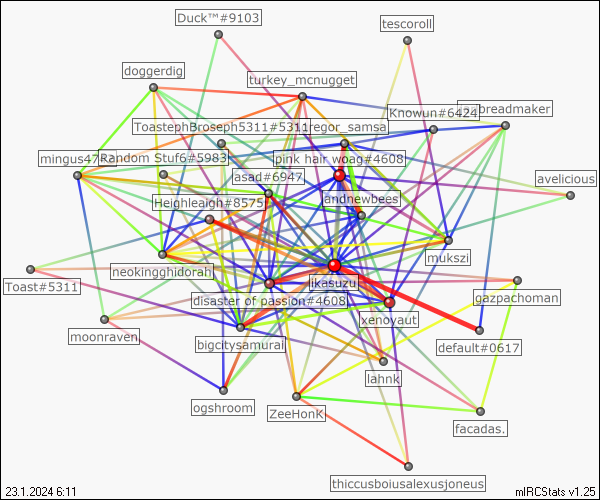 Duck™#9103
tescoroll
doggerdig
turkey_mcnugget
Knowun#6424
breadmaker
ToastephBroseph5311#5311
regor_samsa
mingus47
Random Stuf6#5983
pink hair woag#4608
asad#6947
avelicious
Heighleaigh#8575
andnewbees
mukszi
neokingghidorah
Toast#5311
ikasuzu
disaster of passion#4608
gazpachoman
xenoyaut
moonraven
bigcitysamurai
default#0617
lahnk
ogshroom
ZeeHonK
facadas.
thiccusboiusalexusjoneus
23.1.2024 6:11
mIRCStats v1.25